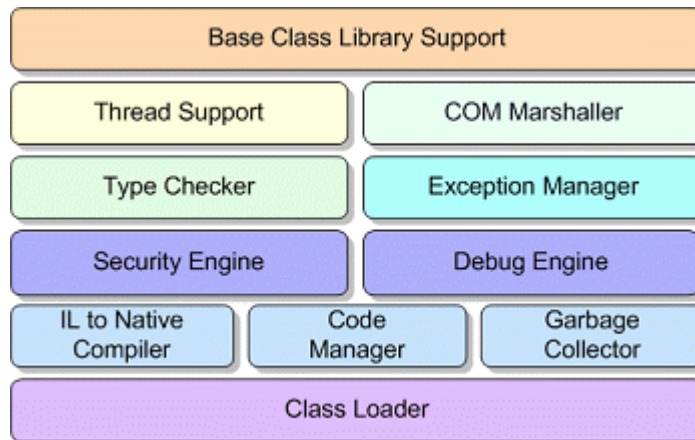 Base Class Library Support
Thread Support
COM Marshaller
Type Checker
Exception Manager
Security Engine
Debug Engine
IL to Native
Compiler
Code
Manager
Garbage
Collector
Class Loader